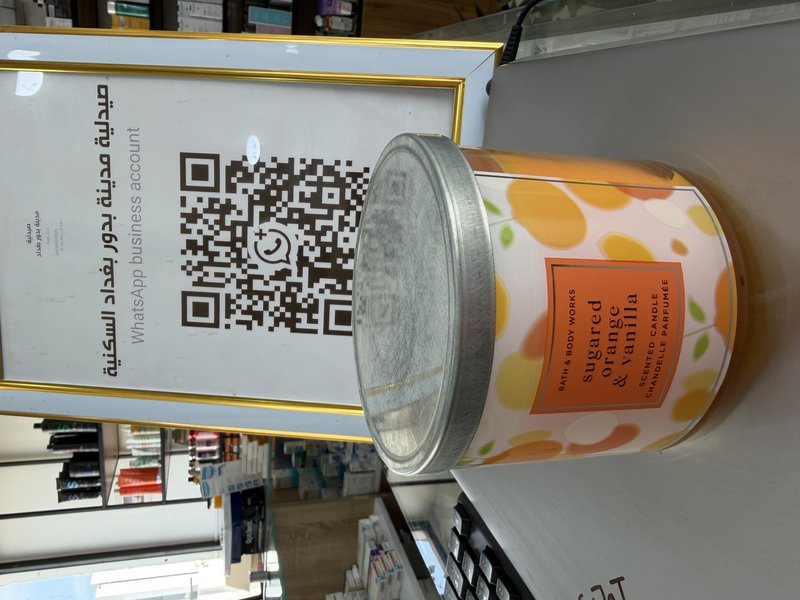 صيدلية مدينة بدور بغداد السكنية
WhatsApp business account
صيدلية
مدينة بدور بغداد
BATH & BODY WORKS
sugared
orange
& vanilla
SCENTED CANDLE
CHANDELLE PARFUMÉE